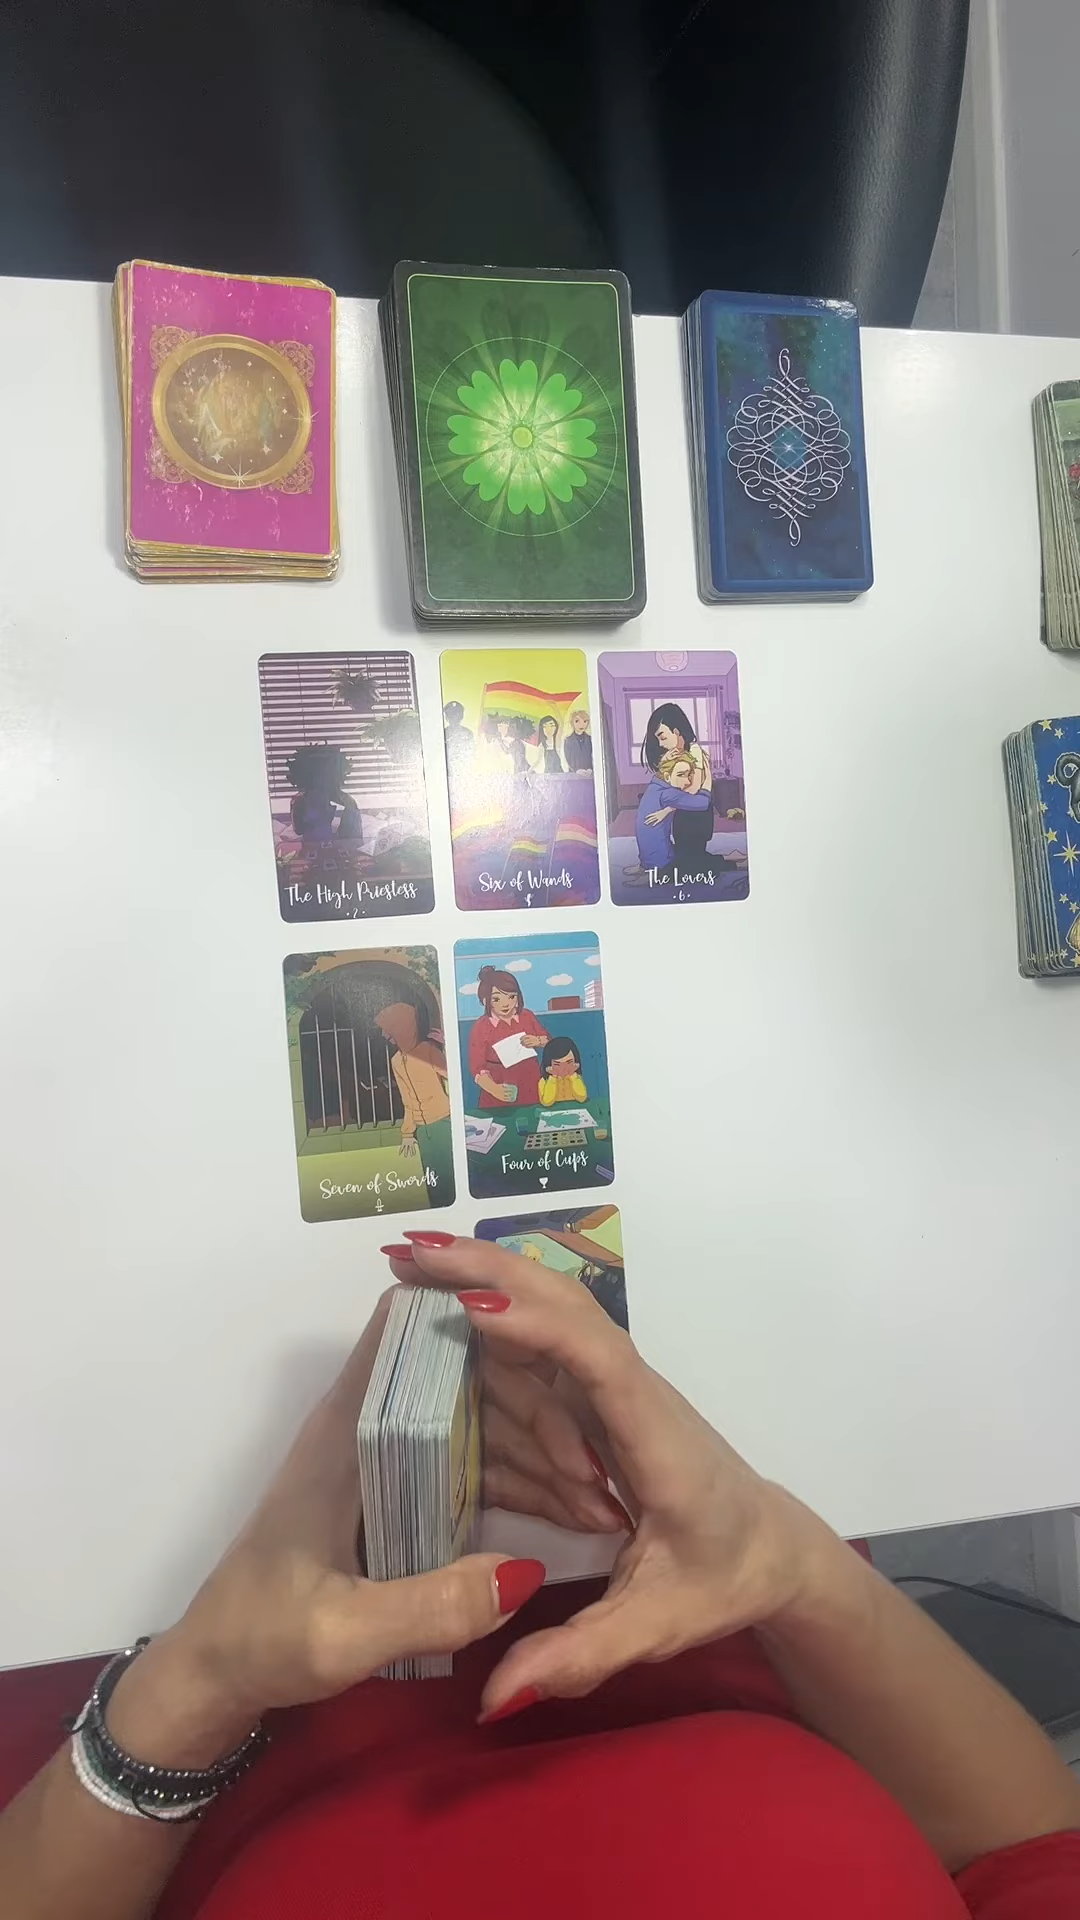 The High Priestess
· 2 ·
Six of Wands
The Lovers
· 6 ·
Seven of Swords
Four of Cups